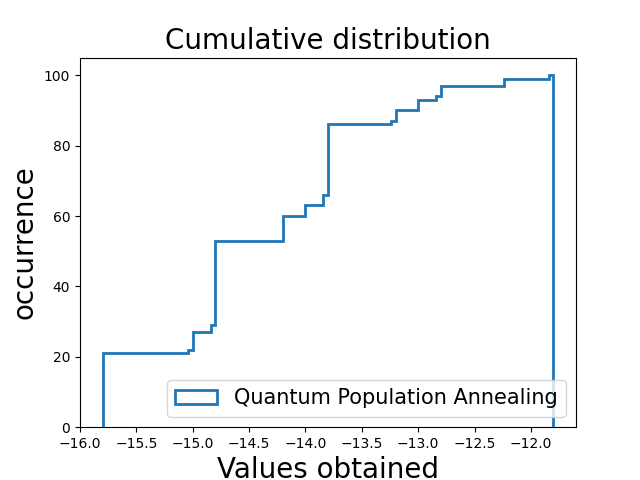 Cumulative distribution
100
80
60
40
20
0
occurrence
Quantum Population Annealing
−16.0 −15.5 −15.0 −14.5 −14.0 −13.5 −13.0 −12.5 −12.0
Values obtained